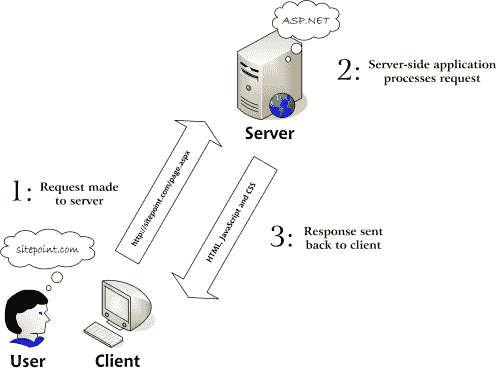 ASP.NET
2: Server-side application
processes request
Server
1: Request made
to server
http://sitepoint.com/page.aspx
HTML, JavaScript and CSS
3: Response sent
back to client
sitepoint.com
User
Client